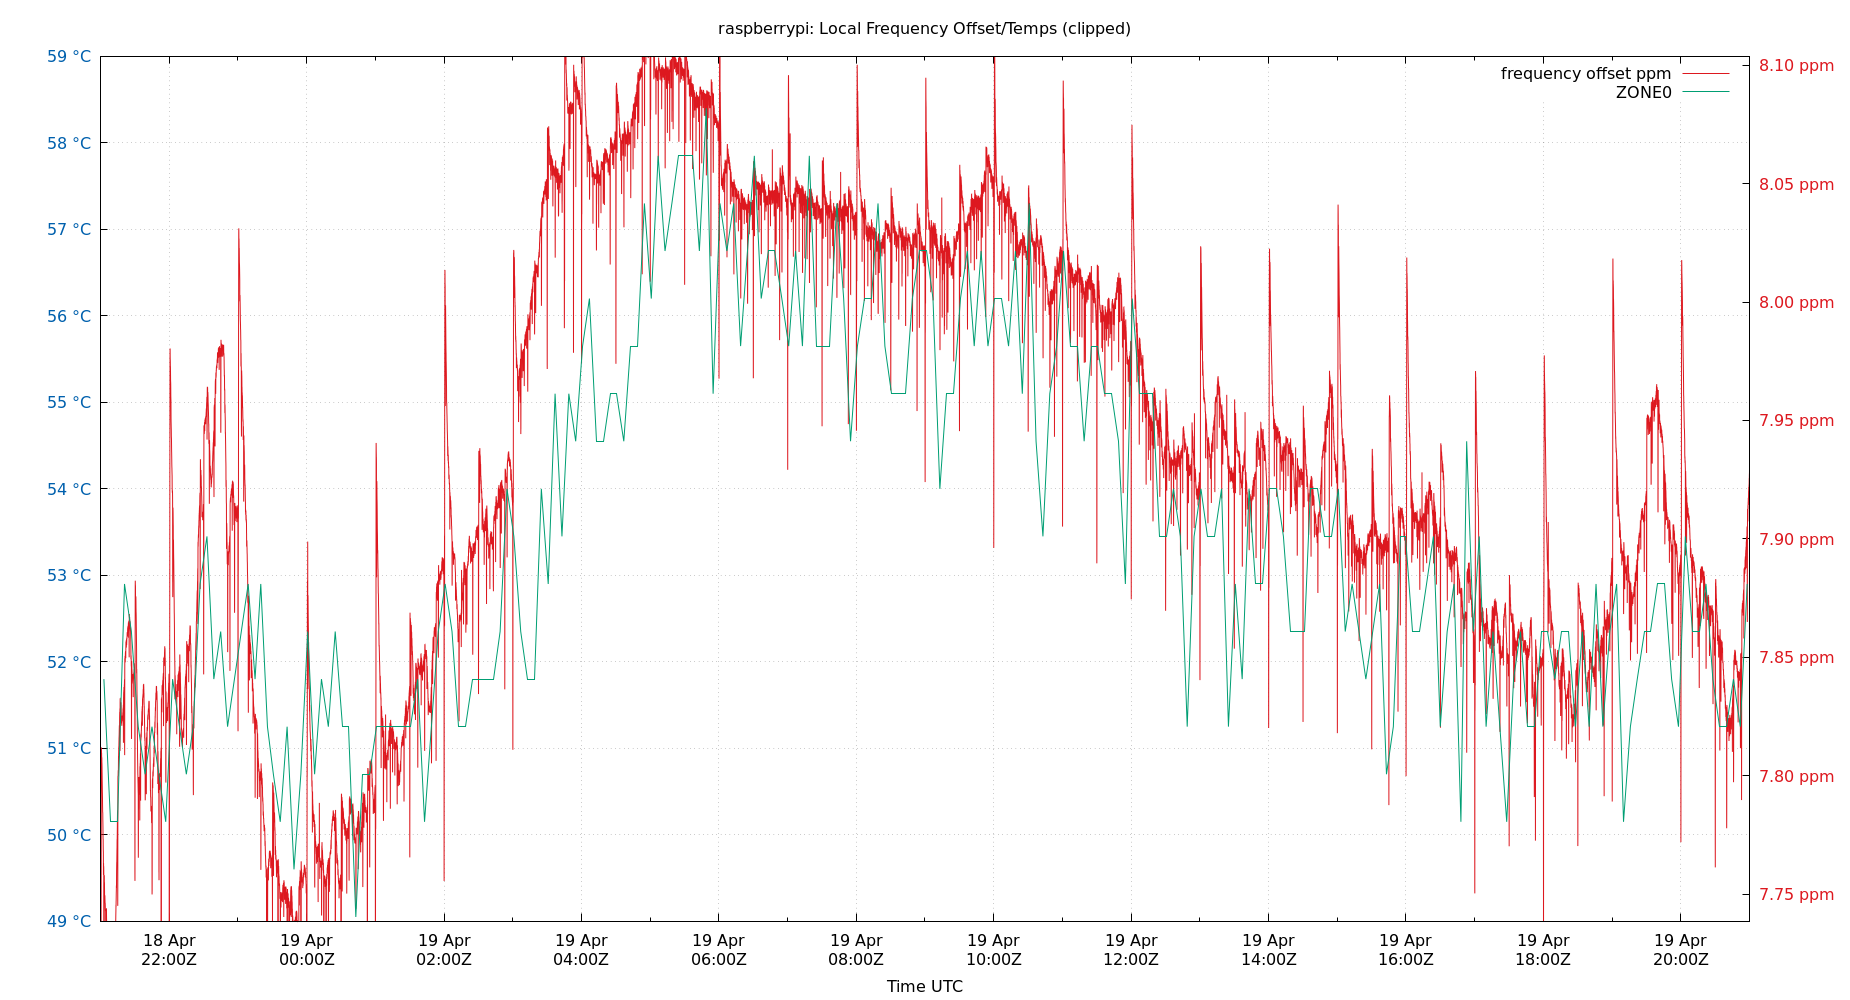 raspberrypi: Local Frequency Offset/Temps (clipped)
frequency offset ppm
ZONE0
59 °C
58 °C
57 °C
56 °C
55 °C
54 °C
53 °C
52 °C
51 °C
50 °C
49 °C
8.10 ppm
8.05 ppm
8.00 ppm
7.95 ppm
7.90 ppm
7.85 ppm
7.80 ppm
7.75 ppm
18 Apr
22:00Z
19 Apr
00:00Z
19 Apr
02:00Z
19 Apr
04:00Z
19 Apr
06:00Z
19 Apr
08:00Z
19 Apr
10:00Z
19 Apr
12:00Z
19 Apr
14:00Z
19 Apr
16:00Z
19 Apr
18:00Z
19 Apr
20:00Z
Time UTC